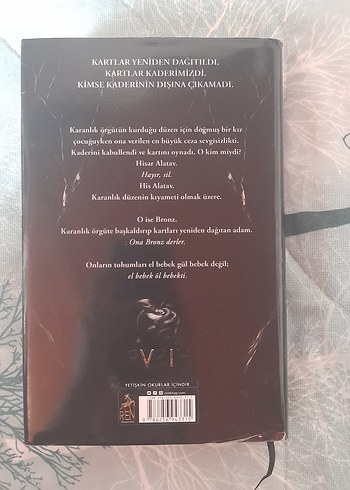 KARTLAR YENİDEN DAĞITILDI.
KARTLAR KADERİMİZDİ.
KİMSE KADERİNİN DIŞINA ÇIKAMADI.
Karanlık örgütün kurduğu düzen için doğmuş bir kız
çocuğuyken ona verilen en büyük ceza sevgisizlikti.
Kaderini kabullendi ve kartını oynadı. O kim miydi?
Hisar Alatav.
Hayır, sil.
His Alatav.
Karanlık düzenin kıyameti olmak üzere.
O ise Bronz.
Karanlık örgüte başkaldırıp kartları yeniden dağıtan adam.
Ona Bronz derler.
Onların tohumları el bebek gül bebek değil;
el bebek öl bebekti.
YETİŞKİN OKURLAR İÇİNDİR.